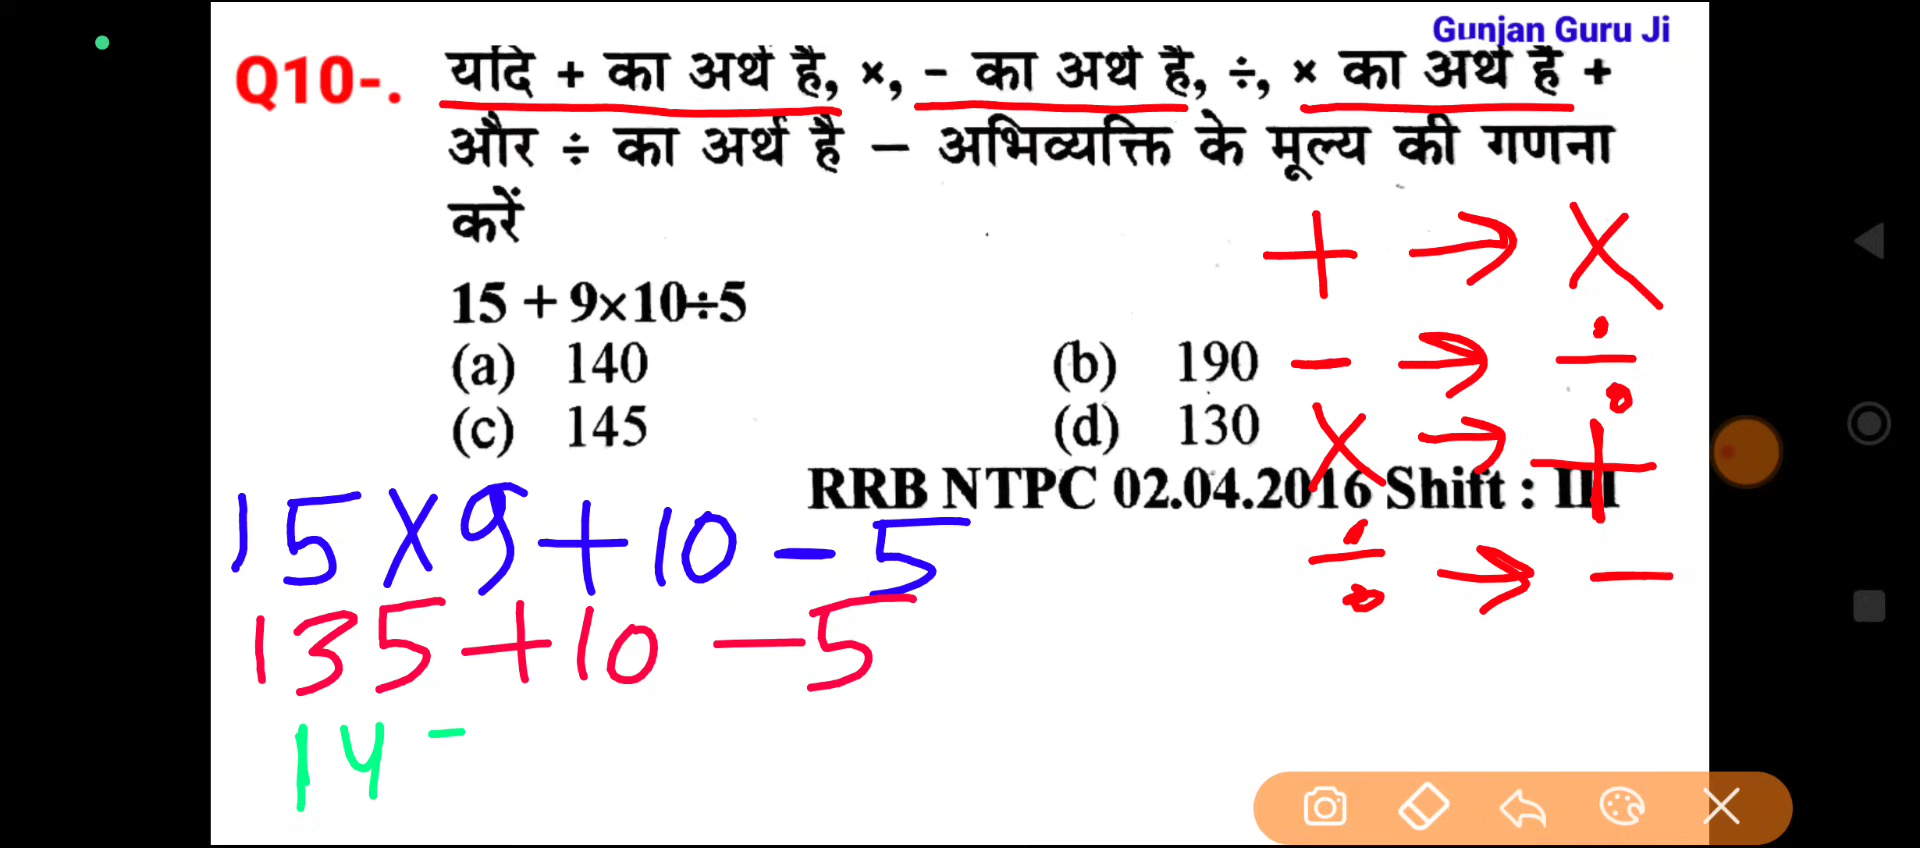 Gunjan Guru Ji
Q10-. यदि + का अर्थ है, ×, - का अर्थ है, ÷, × का अर्थ है +
और ÷ का अर्थ है – अभिव्यक्ति के मूल्य की गणना
करें
15 + 9×10÷5
(a) 140 (b) 190
(c) 145 (d) 130
RRB NTPC 02.04.2016 Shift : III
+ → ×
- → ÷
× → +
÷ → -
15 × 9 + 10 - 5
135 + 10 - 5
14